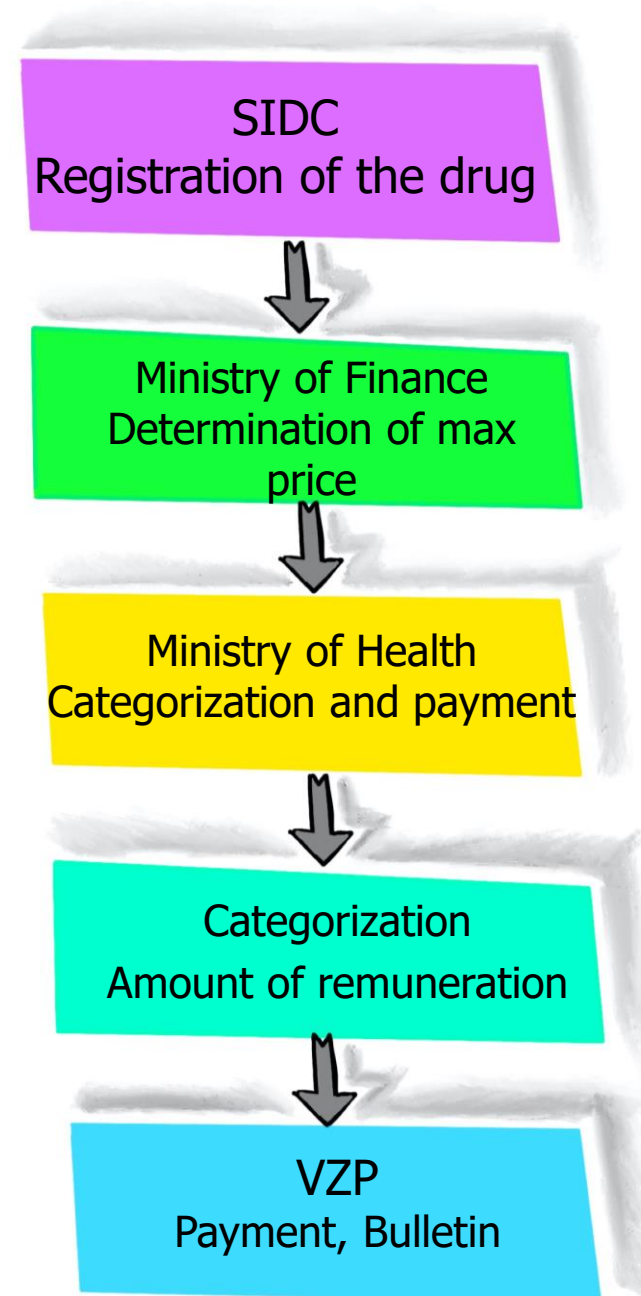 SIDC
Registration of the drug
Ministry of Finance
Determination of max
price
Ministry of Health
Categorization and payment
Categorization
Amount of remuneration
VZP
Payment, Bulletin